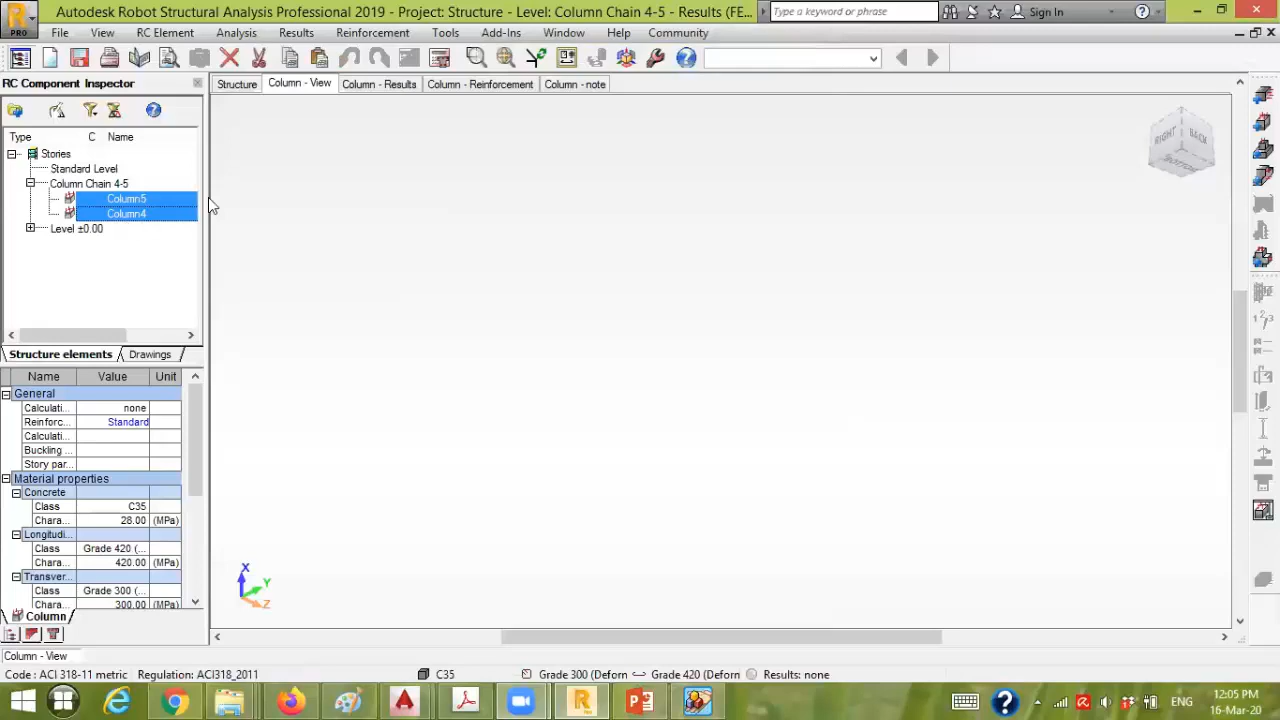 Autodesk Robot Structural Analysis Professional 2019 - Project: Structure - Level: Column Chain 4-5 - Results (FE...
Type a keyword or phrase
Sign In
PRO
File View RC Element Analysis Results Reinforcement Tools Add-Ins Window Help Community
RC Component Inspector
Structure Column - View Column - Results Column - Reinforcement Column - note
RIGHT BACK
Type C Name
Stories
Standard Level
Column Chain 4-5
Column5
Column4
Level ±0.00
Structure elements Drawings
Name Value Unit
General
Calculati... none
Reinforc... Standard
Calculati...
Buckling
Story par...
Material properties
Concrete
Class C35
Chara... 28.00 (MPa)
Longitudi...
Class Grade 420 (...
Chara... 420.00 (MPa)
Transver...
Class Grade 300 (...
Chara... 300.00 (MPa)
Column
X
Y
Z
Column - View
Code : ACI 318-11 metric Regulation: ACI318_2011 C35 Grade 300 (Deforn Grade 420 (Deforn Results: none
PRO
ENG
12:05 PM
16-Mar-20